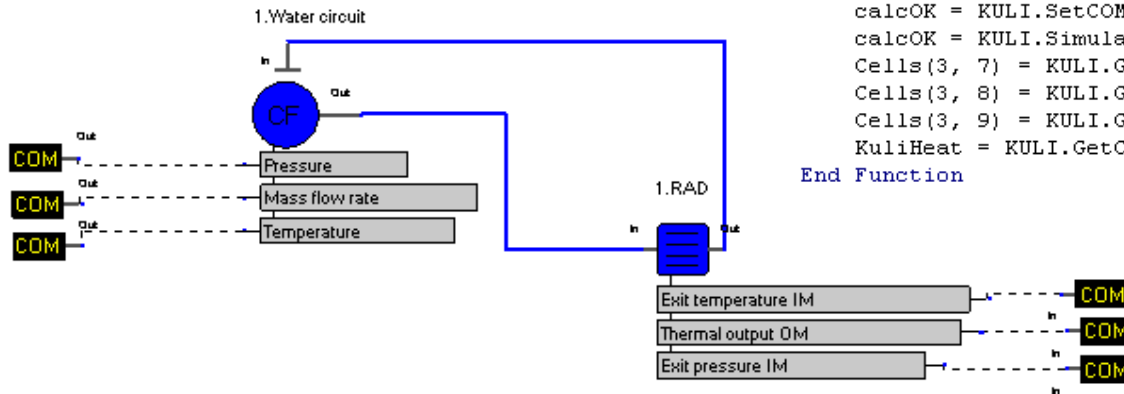 1.Water circuit
calcOK = KULI.SetCOM
calcOK = KULI.Simula
Cells(3, 7) = KULI.G
Cells(3, 8) = KULI.G
Cells(3, 9) = KULI.G
KuliHeat = KULI.GetC
End Function
In
Out
CF
Out
COM
Pressure
Out
COM
Mass flow rate
Out
COM
Temperature
1.RAD
In
Out
Exit temperature IM
COM
In
Thermal output OM
COM
In
Exit pressure IM
COM
In